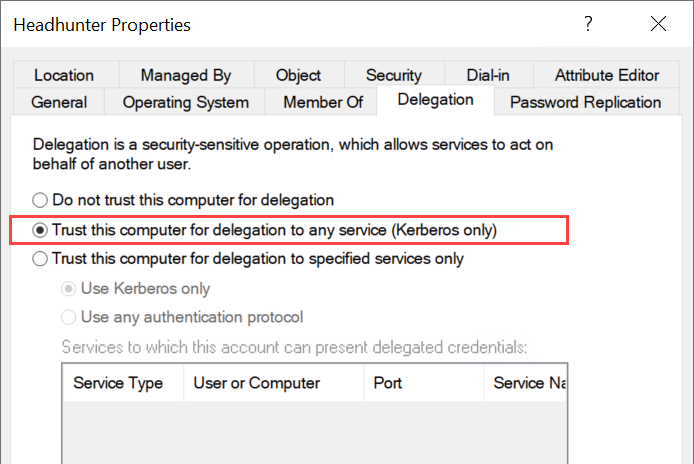 Headhunter Properties
?
Location Managed By Object Security Dial-in Attribute Editor
General Operating System Member Of Delegation Password Replication
Delegation is a security-sensitive operation, which allows services to act on
behalf of another user.
Do not trust this computer for delegation
Trust this computer for delegation to any service (Kerberos only)
Trust this computer for delegation to specified services only
Use Kerberos only
Use any authentication protocol
Services to which this account can present delegated credentials:
Service Type User or Computer Port Service Na